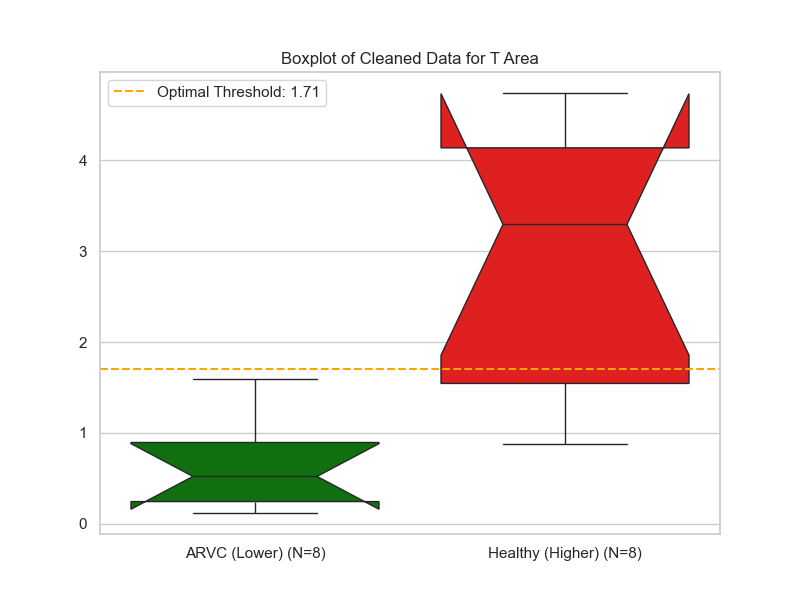 Boxplot of Cleaned Data for T Area
Optimal Threshold: 1.71
4
3
2
1
0
ARVC (Lower) (N=8)
Healthy (Higher) (N=8)